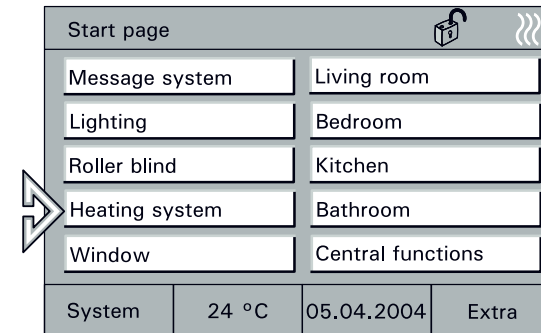 Start page
Message system
Living room
Lighting
Bedroom
Roller blind
Kitchen
Heating system
Bathroom
Window
Central functions
System
24 °C
05.04.2004
Extra